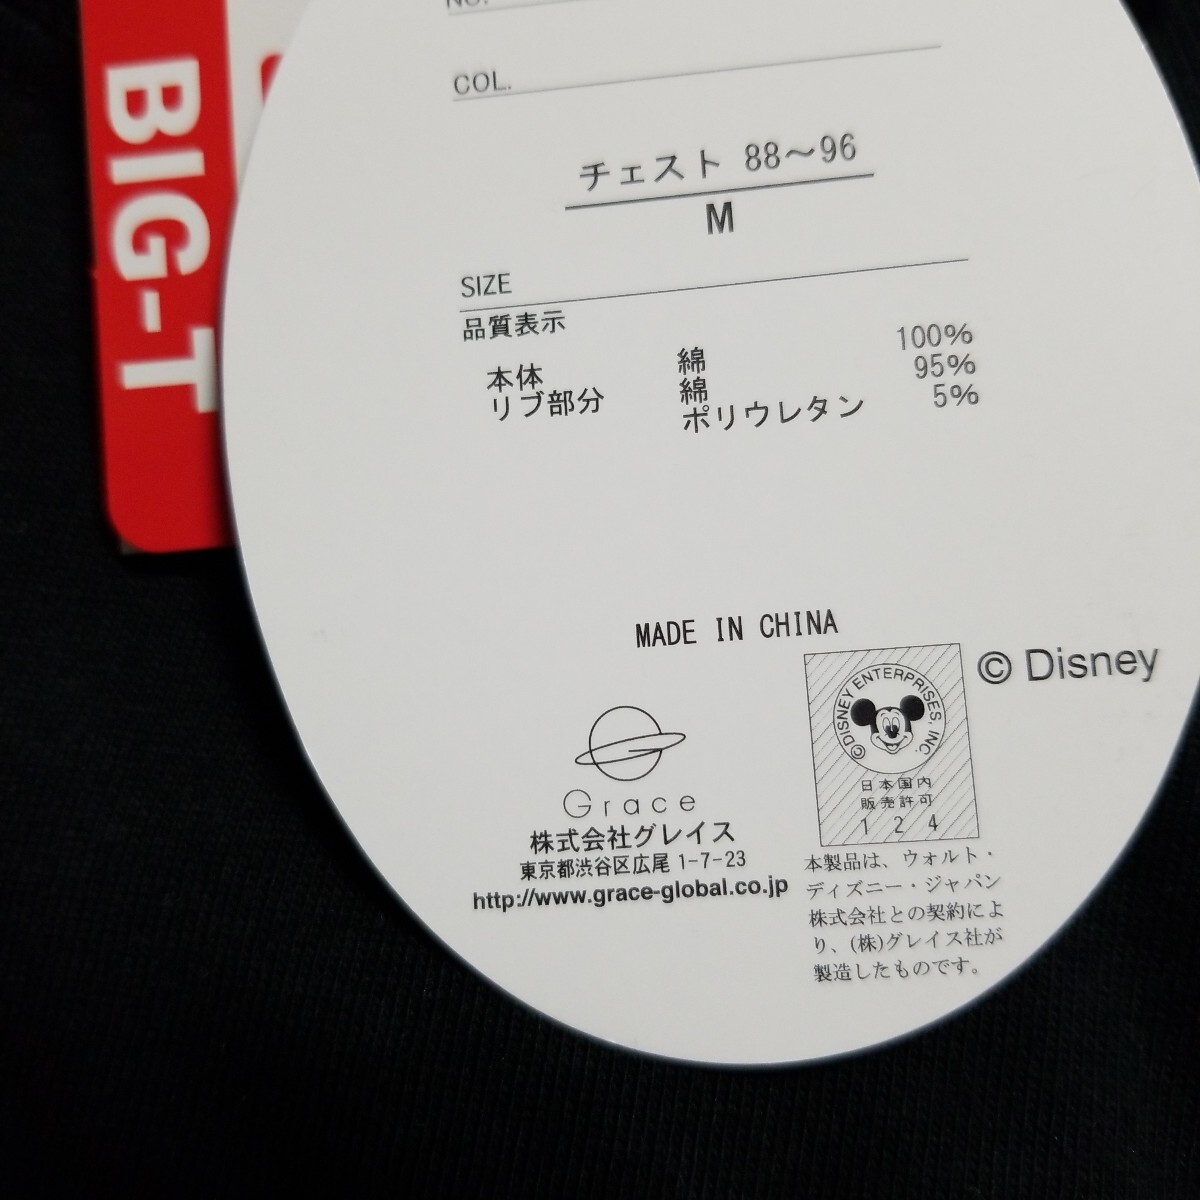 BIG-T
NO.
COL.
チェスト 88～96
M
SIZE
品質表示
本体 綿 100%
リブ部分 綿 95%
ポリウレタン 5%
MADE IN CHINA
© Disney
©DISNEY ENTERPRISES, INC.
日本国内
販売許可
1 2 4
Grace
株式会社グレイス
東京都渋谷区広尾 1-7-23
http://www.grace-global.co.jp
本製品は、ウォルト・
ディズニー・ジャパン
株式会社との契約によ
り、(株)グレイス社が
製造したものです。